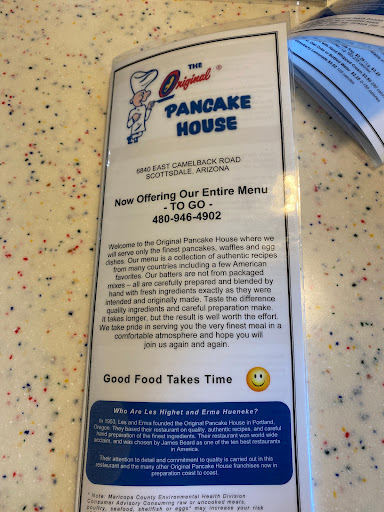 THE
Original ®
PANCAKE
HOUSE
6840 EAST CAMELBACK ROAD
SCOTTSDALE, ARIZONA
Now Offering Our Entire Menu
- TO GO -
480-946-4902
Welcome to the Original Pancake House where we
will serve only the finest pancakes, waffles and egg
dishes. Our menu is a collection of authentic recipes
from many countries including a few American
favorites. Our batters are not from packaged
mixes – all are carefully prepared and blended by
hand with fresh ingredients exactly as they were
intended and originally made. Taste the difference
quality ingredients and careful preparation make.
It takes longer, but the result is well worth the effort.
We take pride in serving you the very finest meal in a
comfortable atmosphere and hope you will
join us again and again.
Good Food Takes Time
Who Are Les Highet and Erma Hueneke?
In 1953, Les and Erma founded the Original Pancake House in Portland,
Oregon. They based their restaurant on quality, authentic recipes, and careful
hand preparation of the finest ingredients. Their restaurant won world wide
acclaim, and was chosen by James Beard as one of the ten best restaurants
in America.
Their attention to detail and commitment to quality is carried out in this
restaurant and the many other Original Pancake House franchises now in
operation coast to coast.
* Note: Maricopa County Environmental Health Division
Consumer Advisory Consuming raw or uncooked meats,
poultry, seafood, shellfish or eggs* may increase your risk